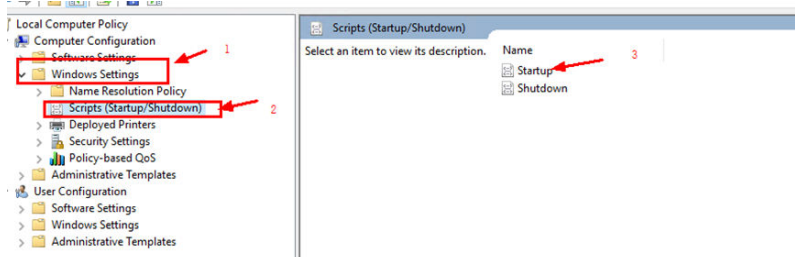 Local Computer Policy
Computer Configuration
Software Settings
Windows Settings
Name Resolution Policy
Scripts (Startup/Shutdown)
Deployed Printers
Security Settings
Policy-based QoS
Administrative Templates
User Configuration
Software Settings
Windows Settings
Administrative Templates
1
2
Scripts (Startup/Shutdown)
Select an item to view its description.
Name
3
Startup
Shutdown